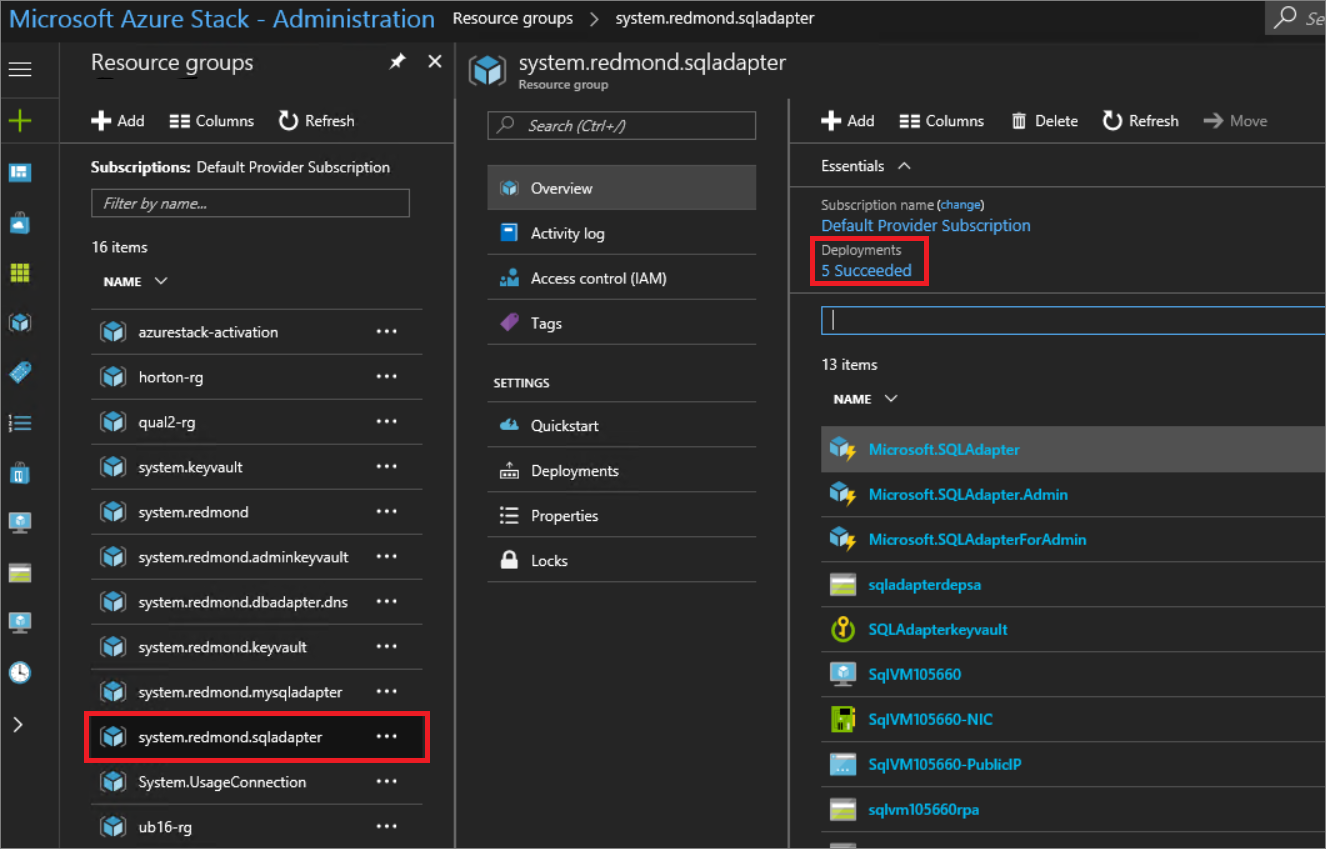 Microsoft Azure Stack - Administration
Resource groups > system.redmond.sqladapter
Se
Resource groups
Add Columns Refresh
Subscriptions: Default Provider Subscription
Filter by name...
16 items
NAME
azurestack-activation
horton-rg
qual2-rg
system.keyvault
system.redmond
system.redmond.adminkeyvault
system.redmond.dbadapter.dns
system.redmond.keyvault
system.redmond.mysqladapter
system.redmond.sqladapter
System.UsageConnection
ub16-rg
system.redmond.sqladapter
Resource group
Search (Ctrl+/)
Overview
Activity log
Access control (IAM)
Tags
SETTINGS
Quickstart
Deployments
Properties
Locks
Add Columns Delete Refresh Move
Essentials
Subscription name (change)
Default Provider Subscription
Deployments
5 Succeeded
13 items
NAME
Microsoft.SQLAdapter
Microsoft.SQLAdapter.Admin
Microsoft.SQLAdapterForAdmin
sqladapterdepsa
SQLAdapterkeyvault
SqlVM105660
SqlVM105660-NIC
SqlVM105660-PublicIP
sqlvm105660rpa